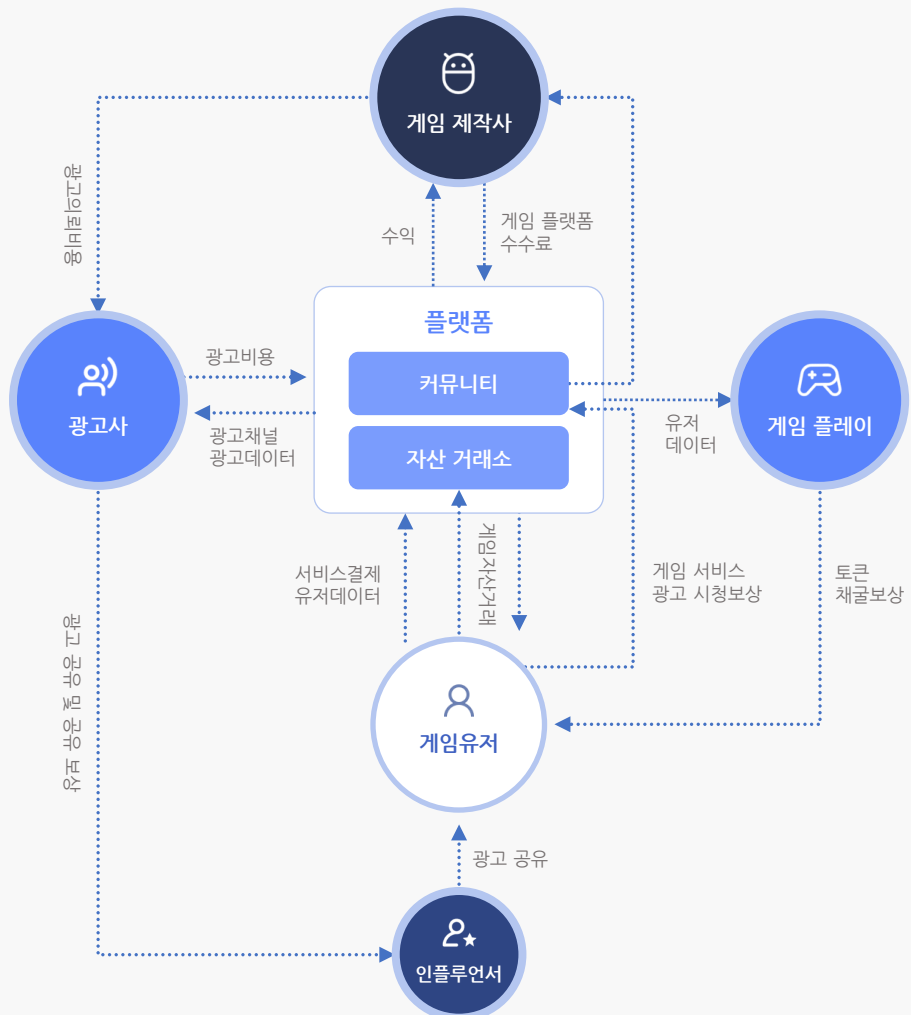 게임 제작사
광고의뢰비용
수익
게임 플랫폼
수수료
플랫폼
커뮤니티
자산 거래소
광고비용
광고채널
광고데이터
광고사
유저
데이터
게임 플레이
서비스결제
유저데이터
게임자산거래
게임 서비스
광고 시청보상
토큰
채굴보상
광고 공유 및 공유 보상
게임유저
광고 공유
인플루언서